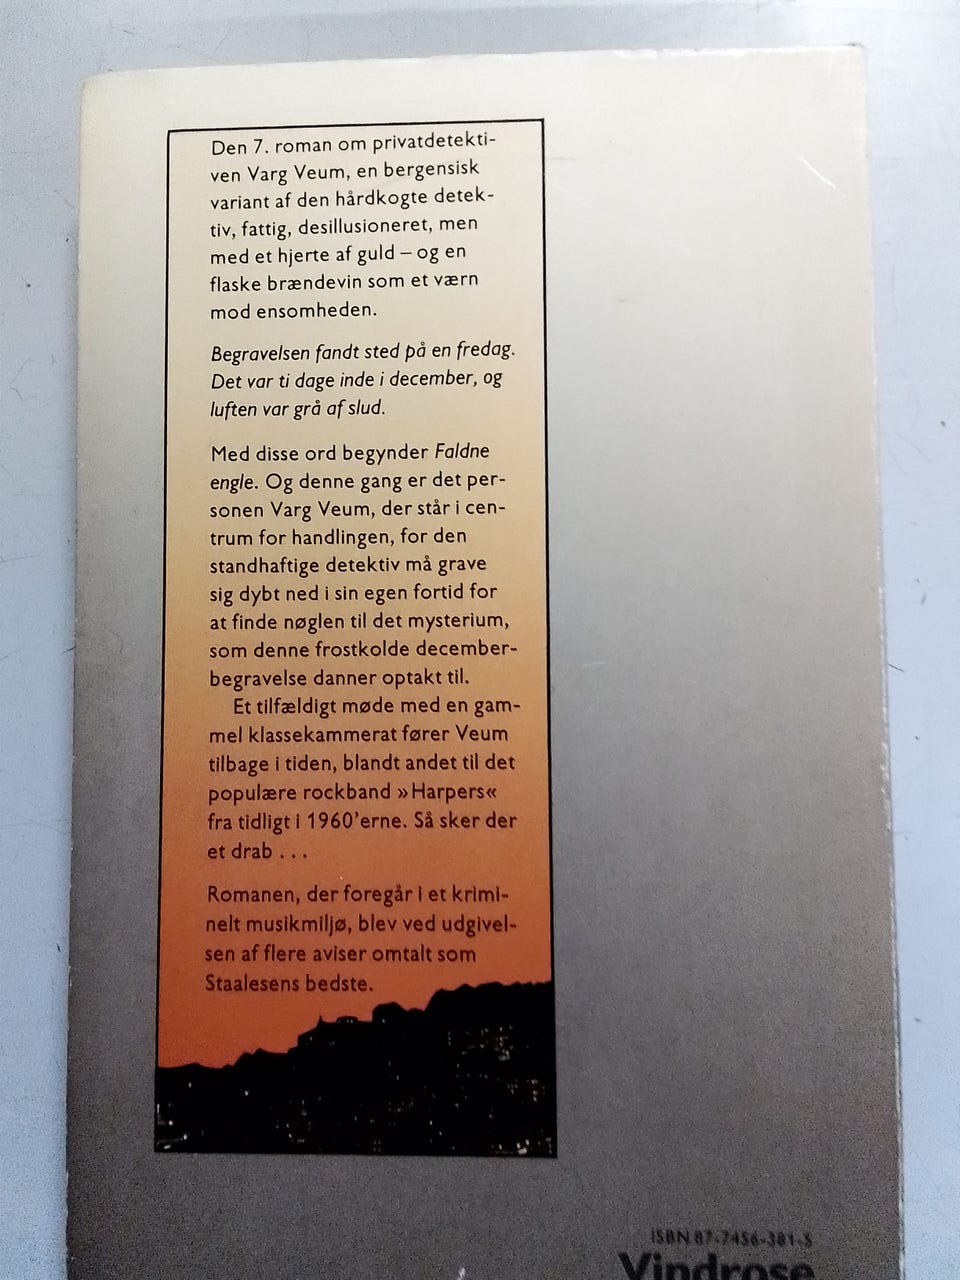 Den 7. roman om privatdetekti-
ven Varg Veum, en bergensisk
variant af den hårdkogte detek-
tiv, fattig, desillusioneret, men
med et hjerte af guld – og en
flaske brændevin som et værn
mod ensomheden.
Begravelsen fandt sted på en fredag.
Det var ti dage inde i december, og
luften var grå af slud.
Med disse ord begynder Faldne
engle. Og denne gang er det per-
sonen Varg Veum, der står i cen-
trum for handlingen, for den
standhaftige detektiv må grave
sig dybt ned i sin egen fortid for
at finde nøglen til det mysterium,
som denne frostkolde december-
begravelse danner optakt til.
Et tilfældigt møde med en gam-
mel klassekammerat fører Veum
tilbage i tiden, blandt andet til det
populære rockband »Harpers«
fra tidligt i 1960’erne. Så sker der
et drab . . .
Romanen, der foregår i et krimi-
nelt musikmiljø, blev ved udgivel-
sen af flere aviser omtalt som
Staalesens bedste.
ISBN 87-7456-381-5
Vindrose